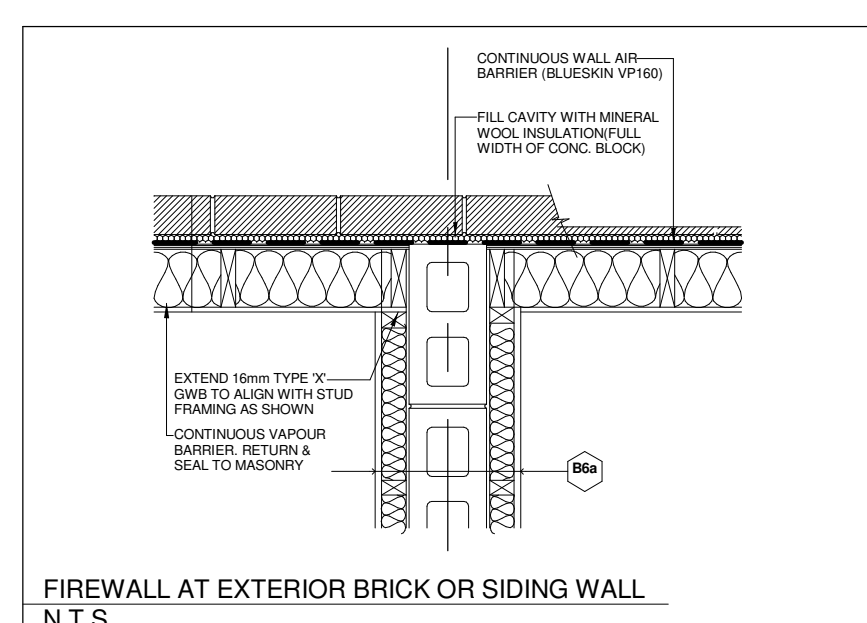 CONTINUOUS WALL AIR
BARRIER (BLUESKIN VP160)
FILL CAVITY WITH MINERAL
WOOL INSULATION(FULL
WIDTH OF CONC. BLOCK)
EXTEND 16mm TYPE 'X'
GWB TO ALIGN WITH STUD
FRAMING AS SHOWN
CONTINUOUS VAPOUR
BARRIER. RETURN &
SEAL TO MASONRY
B6a
FIREWALL AT EXTERIOR BRICK OR SIDING WALL
N.T.S.